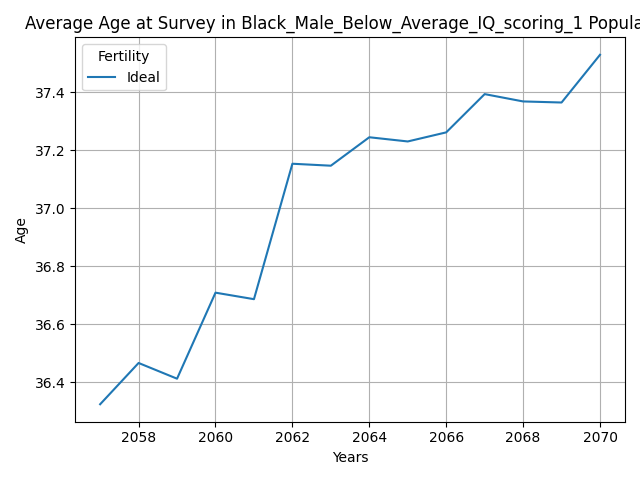 Average Age at Survey in Black_Male_Below_Average_IQ_scoring_1 Popula
Fertility
Ideal
Age
37.4
37.2
37.0
36.8
36.6
36.4
2058 2060 2062 2064 2066 2068 2070
Years